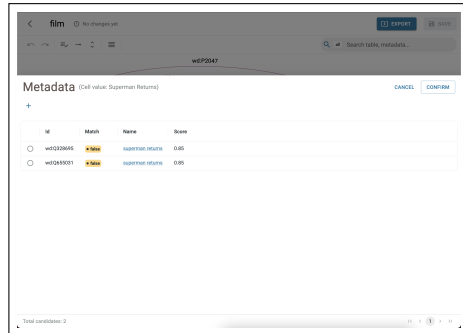 film No changes yet EXPORT SAVE
all Search table, metadata...
wd:P2047
Metadata (Cell value: Superman Returns) CANCEL CONFIRM
+
Id Match Name Score
wd:Q328695 false superman returns 0.85
wd:Q655031 false superman returns 0.85
Total candidates: 2 1